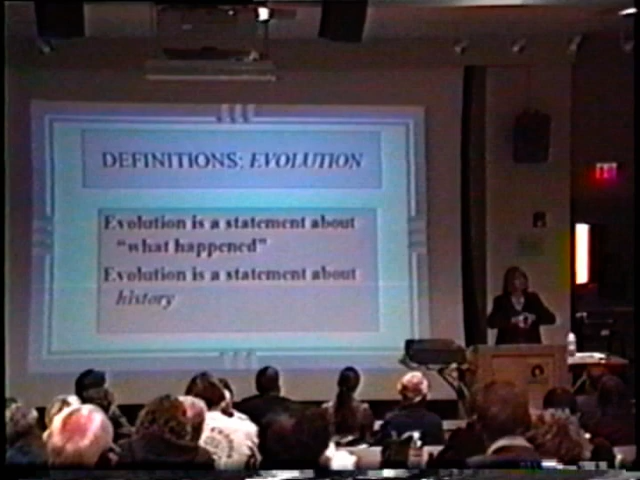 DEFINITIONS: EVOLUTION
Evolution is a statement about
"what happened"
Evolution is a statement about
history